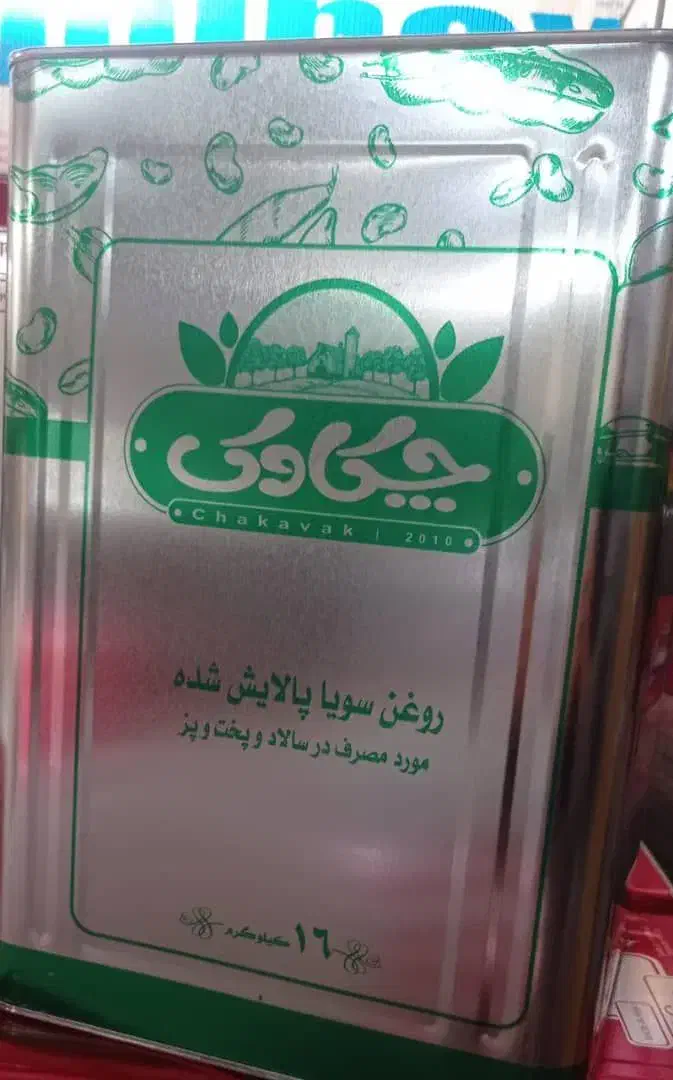 چکاوک
Chakavak | 2010
روغن سویا پالایش شده
مورد مصرف در سالاد و پخت و پز
۱۶ کیلوگرم